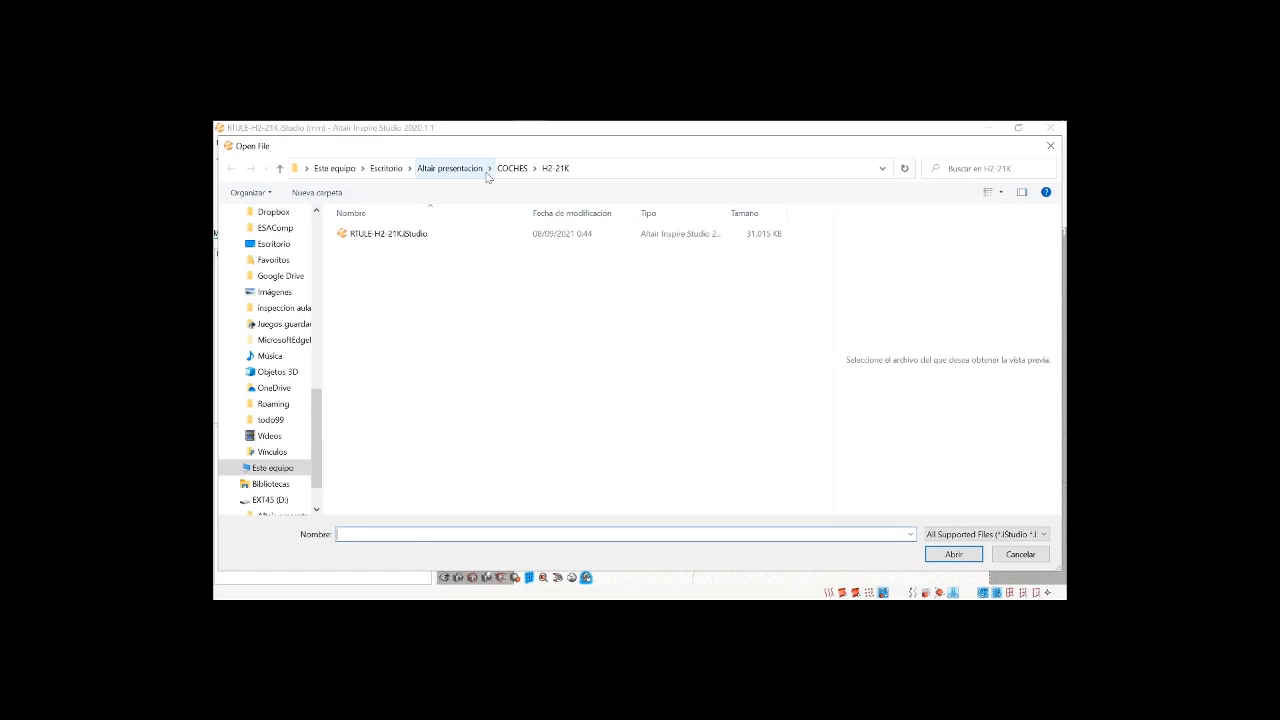 RTULE-H2-21K.iStudio (mm) - Altair Inspire Studio 2020.1.1
Open File
Este equipo > Escritorio > Altair presentacion > COCHES > H2-21K
Buscar en H2-21K
Organizar
Nueva carpeta
Nombre
Fecha de modificación
Tipo
Tamaño
RTULE-H2-21K.iStudio
08/09/2021 0:44
Altair Inspire Studio 2...
31.015 KB
Dropbox
ESAComp
Escritorio
Favoritos
Google Drive
Imágenes
inspeccion aula
Juegos guarda
MicrosoftEdge
Música
Objetos 3D
OneDrive
Roaming
todo99
Vídeos
Vínculos
Este equipo
Bibliotecas
EXT45 (D:)
Seleccione el archivo del que desea obtener la vista previa.
Nombre:
All Supported Files (*.iStudio *.i
Abrir
Cancelar